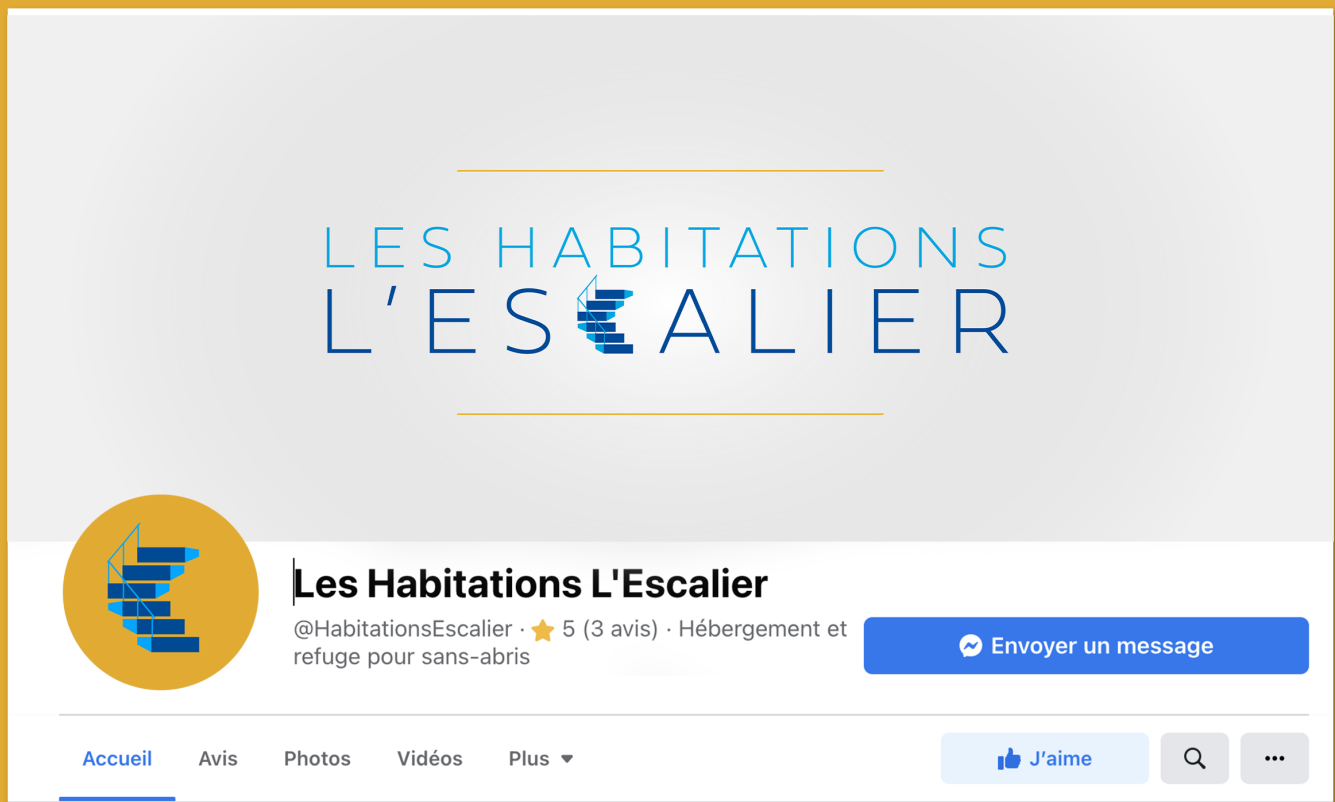 LES HABITATIONS
L'ESCALIER
Les Habitations L'Escalier
@HabitationsEscalier · 5 (3 avis) · Hébergement et
refuge pour sans-abris
Envoyer un message
Accueil Avis Photos Vidéos Plus
J'aime